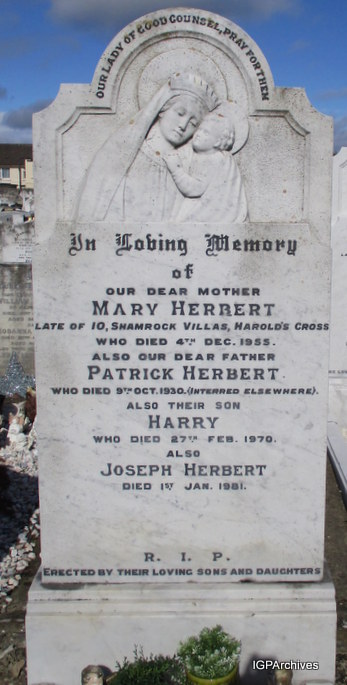 OUR LADY OF GOOD COUNSEL, PRAY FOR THEM
In Loving Memory
of
OUR DEAR MOTHER
MARY HERBERT
LATE OF 10, SHAMROCK VILLAS, HAROLD'S CROSS
WHO DIED 4TH DEC. 1955.
ALSO OUR DEAR FATHER
PATRICK HERBERT
WHO DIED 9TH OCT. 1930. (INTERRED ELSEWHERE).
ALSO THEIR SON
HARRY
WHO DIED 27TH FEB. 1970.
ALSO
JOSEPH HERBERT
DIED 1ST JAN. 1981.
R. I. P.
ERECTED BY THEIR LOVING SONS AND DAUGHTERS
IGPArchives